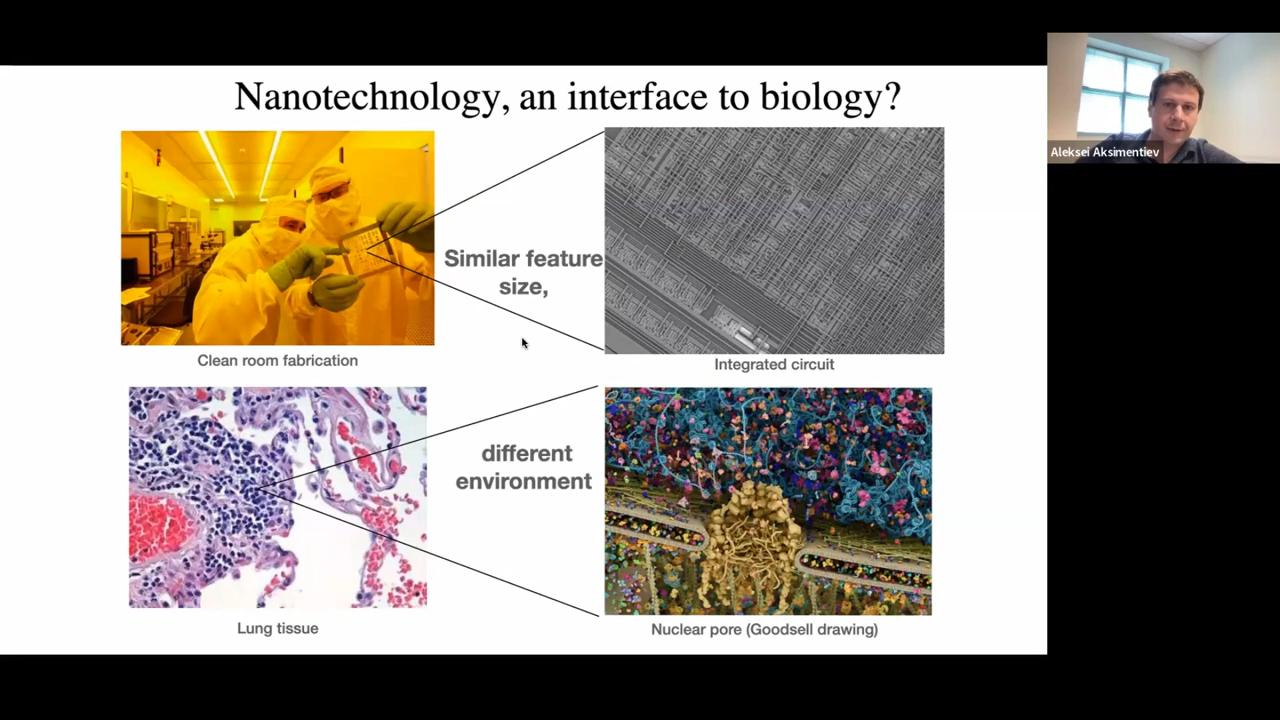 Nanotechnology, an interface to biology?
Aleksei Aksimentiev
Similar feature
size,
Clean room fabrication
Integrated circuit
different
environment
Lung tissue
Nuclear pore (Goodsell drawing)